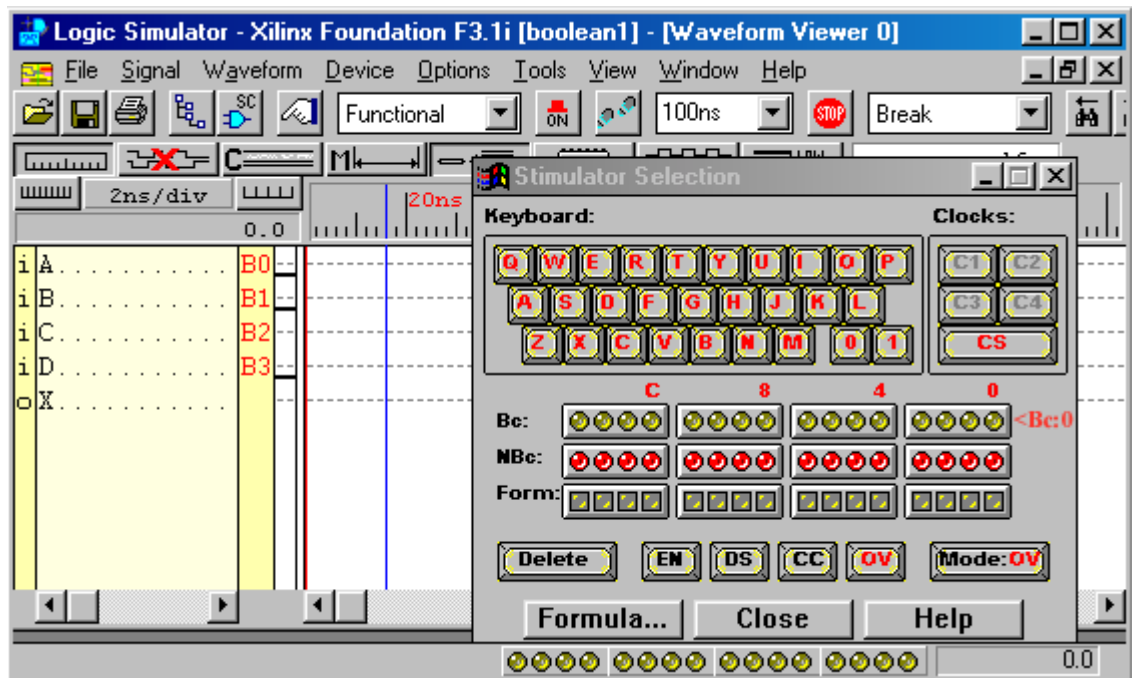 Logic Simulator - Xilinx Foundation F3.1i [boolean1] - [Waveform Viewer 0]
File Signal Waveform Device Options Tools View Window Help
SC Functional ON 100ns STOP Break
C M
2ns/div 20ns
0.0
Stimulator Selection
Keyboard: Clocks:
Q W E R T Y U I O P C1 C2
A S D F G H J K L C3 C4
Z X C V B N M 0 1 CS
i A............ B0
i B............ B1
i C............ B2
i D............ B3
o X............
C 8 4 0
Bc: <Bc:0
NBc:
Form:
Delete EN DS CC OV Mode:OV
Formula... Close Help
0.0